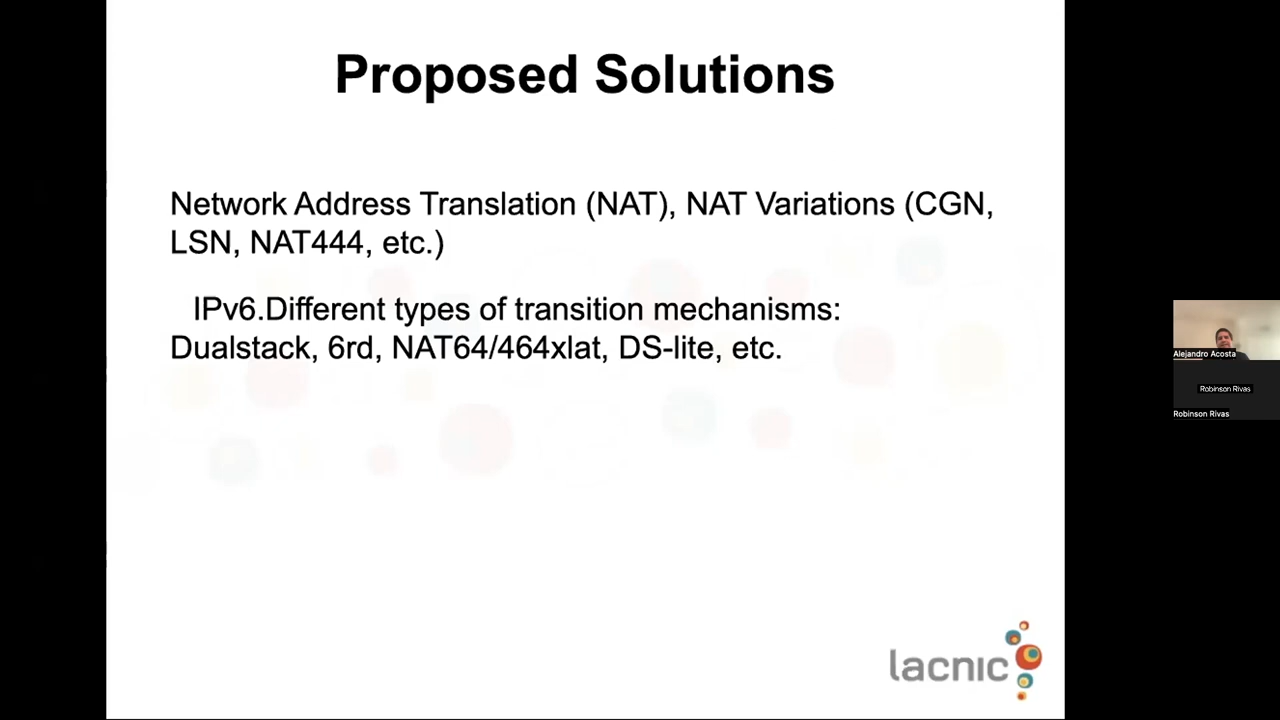 Proposed Solutions
Network Address Translation (NAT), NAT Variations (CGN,
LSN, NAT444, etc.)
IPv6.Different types of transition mechanisms:
Dualstack, 6rd, NAT64/464xlat, DS-lite, etc.
Alejandro Acosta
Robinson Rivas
Robinson Rivas
lacnic